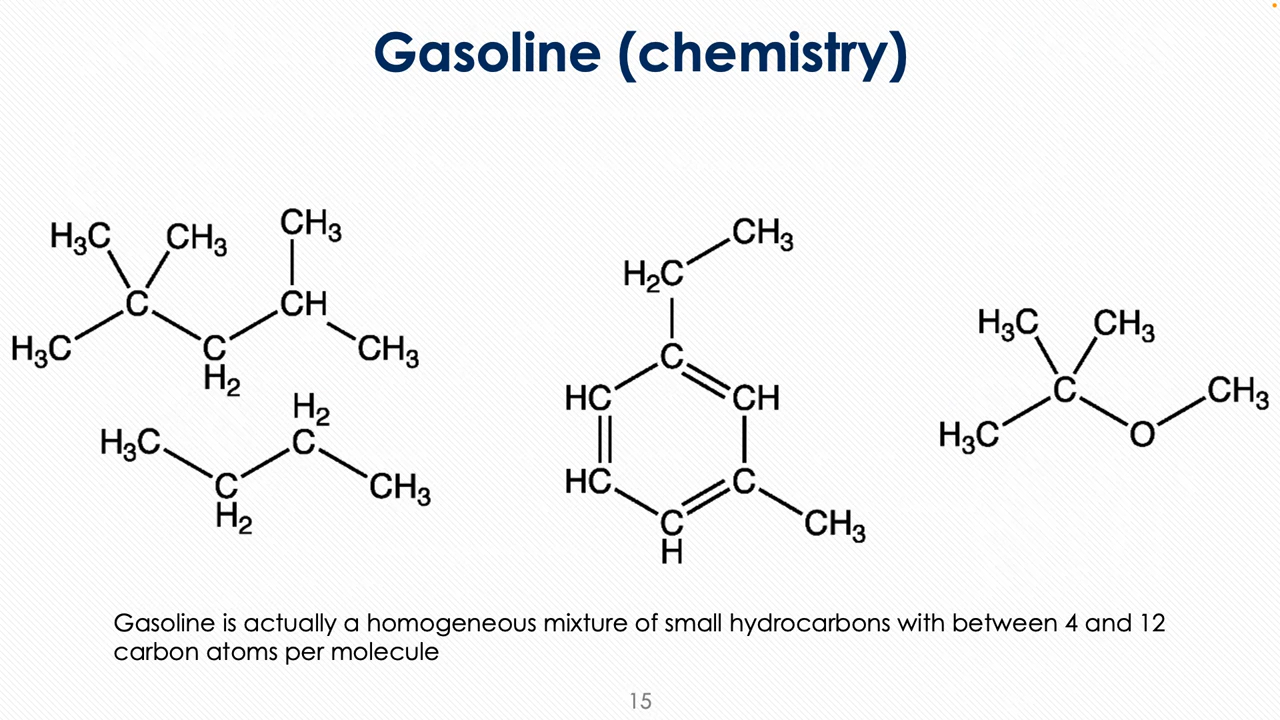 Gasoline (chemistry)
H₃C CH₃ CH₃
C CH
H₃C C CH₃
H₂
H₂
H₃C C
C CH₃
H₂
CH₃
H₂C
C
HC CH
HC C
C CH₃
H
H₃C CH₃
C CH₃
H₃C O
Gasoline is actually a homogeneous mixture of small hydrocarbons with between 4 and 12
carbon atoms per molecule
15